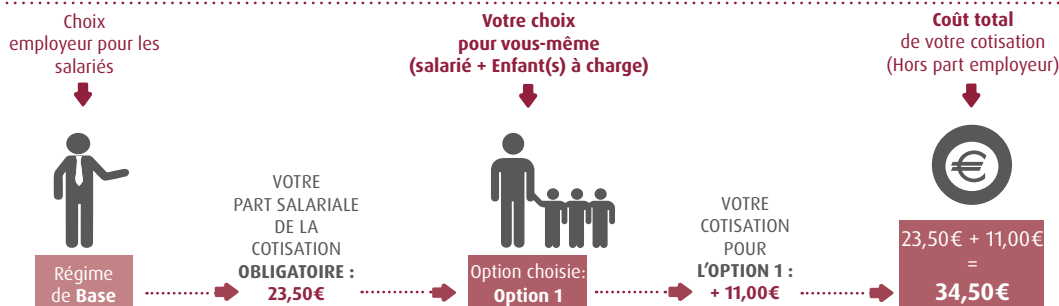 Choix
employeur pour les
salariés
Votre choix
pour vous-même
(salarié + Enfant(s) à charge)
Coût total
de votre cotisation
(Hors part employeur)
Régime
de Base
VOTRE
PART SALARIALE
DE LA
COTISATION
OBLIGATOIRE :
23,50€
Option choisie:
Option 1
VOTRE
COTISATION
POUR
L'OPTION 1 :
+ 11,00€
€
23,50€ + 11,00€
=
34,50€